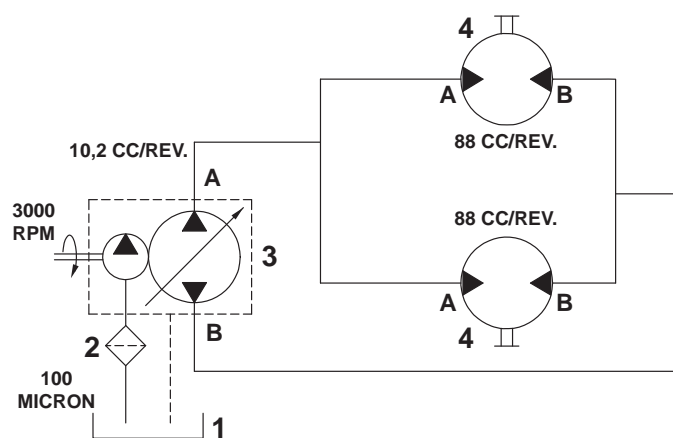 4
A
B
88 CC/REV.
10,2 CC/REV.
A
3000
RPM
3
88 CC/REV.
A
B
4
B
2
100
MICRON
1